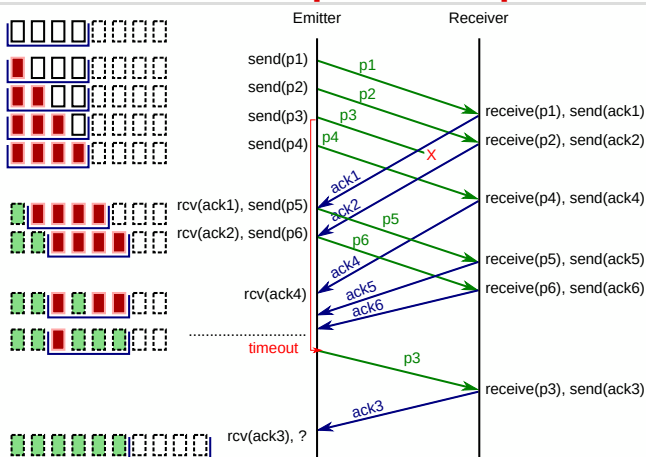 Emitter
Receiver
send(p1)
p1
send(p2)
p2
receive(p1), send(ack1)
send(p3)
p3
X
receive(p2), send(ack2)
send(p4)
p4
ack1
receive(p4), send(ack4)
rcv(ack1), send(p5)
ack2
p5
rcv(ack2), send(p6)
p6
receive(p5), send(ack5)
ack4
receive(p6), send(ack6)
rcv(ack4)
ack5
ack6
timeout
p3
receive(p3), send(ack3)
ack3
rcv(ack3), ?